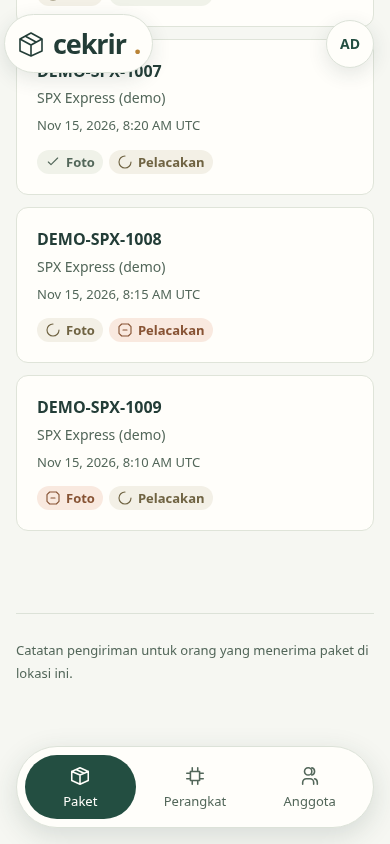 cekrir.
AD
DEMO-SPX-1007
SPX Express (demo)
Nov 15, 2026, 8:20 AM UTC
Foto Pelacakan
DEMO-SPX-1008
SPX Express (demo)
Nov 15, 2026, 8:15 AM UTC
Foto Pelacakan
DEMO-SPX-1009
SPX Express (demo)
Nov 15, 2026, 8:10 AM UTC
Foto Pelacakan
Catatan pengiriman untuk orang yang menerima paket di
lokasi ini.
Paket Perangkat Anggota